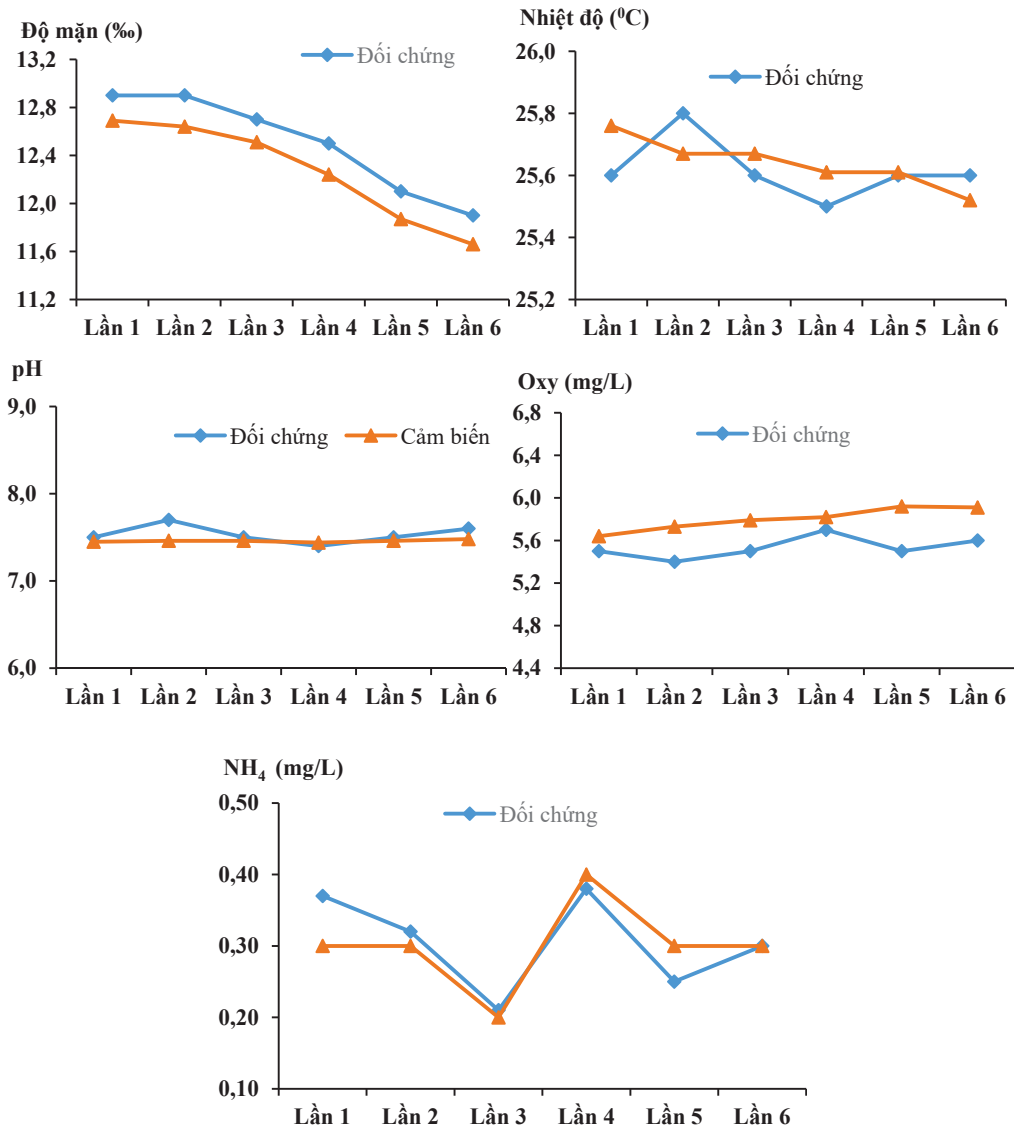 Độ mặn (‰)
Đối chứng
13,2
12,8
12,4
12,0
11,6
11,2
Lần 1 Lần 2 Lần 3 Lần 4 Lần 5 Lần 6
Nhiệt độ (⁰C)
Đối chứng
26,0
25,8
25,6
25,4
25,2
Lần 1 Lần 2 Lần 3 Lần 4 Lần 5 Lần 6
pH
Đối chứng Cảm biến
9,0
8,0
7,0
6,0
Lần 1 Lần 2 Lần 3 Lần 4 Lần 5 Lần 6
Oxy (mg/L)
Đối chứng
6,8
6,4
6,0
5,6
5,2
4,8
4,4
Lần 1 Lần 2 Lần 3 Lần 4 Lần 5 Lần 6
NH₄ (mg/L)
Đối chứng
0,50
0,40
0,30
0,20
0,10
Lần 1 Lần 2 Lần 3 Lần 4 Lần 5 Lần 6